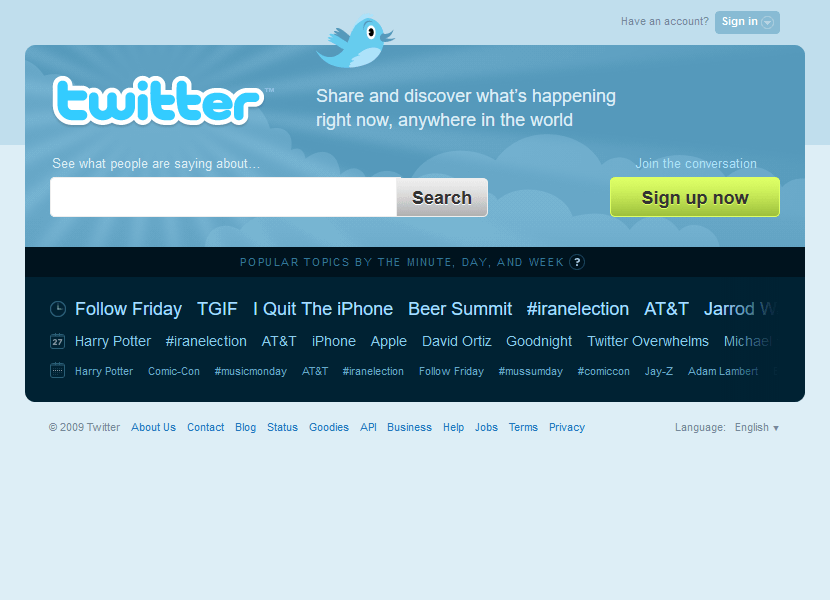 Have an account? Sign in
twitter™
Share and discover what's happening
right now, anywhere in the world
See what people are saying about…
Join the conversation
Search
Sign up now
POPULAR TOPICS BY THE MINUTE, DAY, AND WEEK ?
Follow Friday TGIF I Quit The iPhone Beer Summit #iranelection AT&T Jarrod
27 Harry Potter #iranelection AT&T iPhone Apple David Ortiz Goodnight Twitter Overwhelms Michael
Harry Potter Comic-Con #musicmonday AT&T #iranelection Follow Friday #mussumday #comiccon Jay-Z Adam Lambert
© 2009 Twitter About Us Contact Blog Status Goodies API Business Help Jobs Terms Privacy Language: English